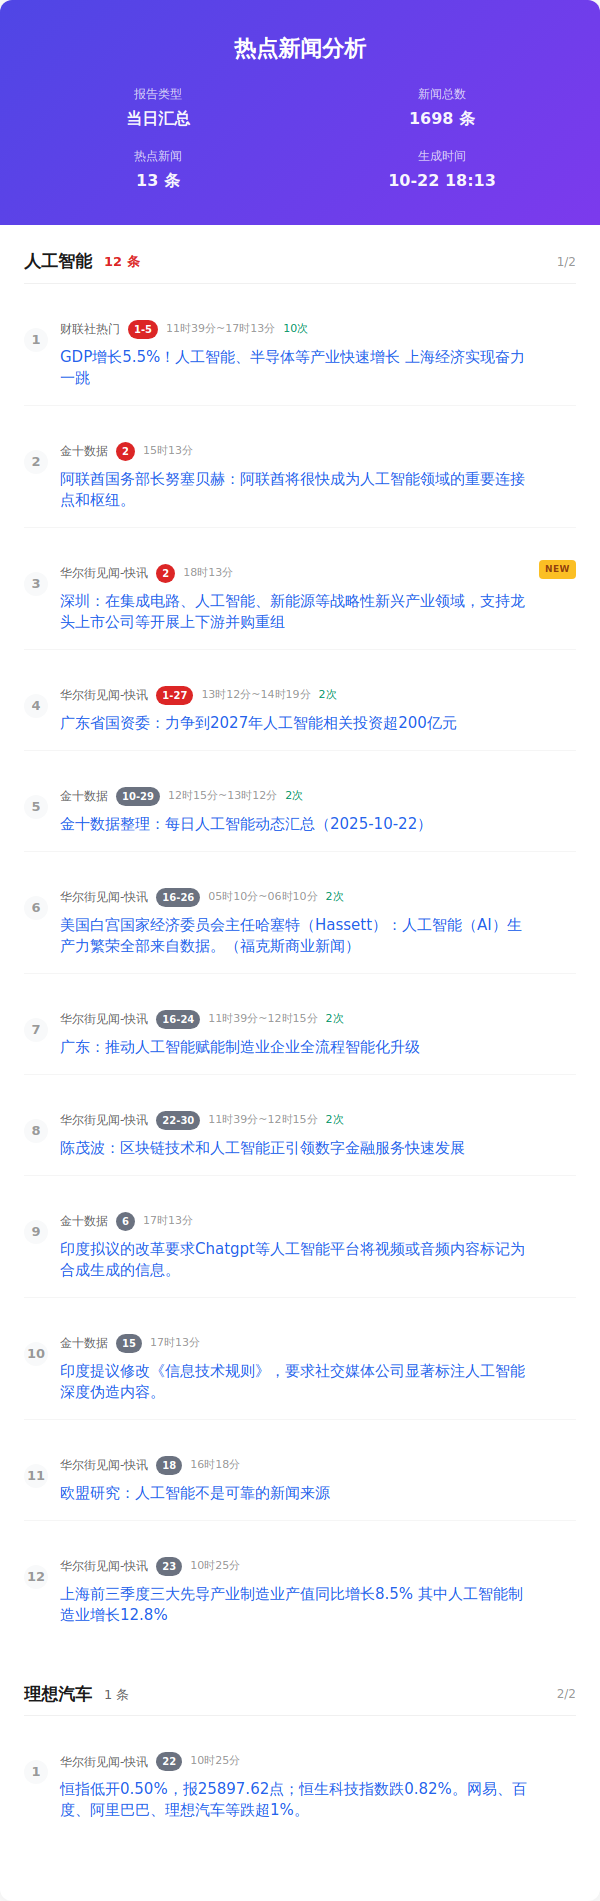 热点新闻分析
报告类型
当日汇总
新闻总数
1698 条
热点新闻
13 条
生成时间
10-22 18:13
人工智能 12 条 1/2
1
财联社热门 1-5 11时39分~17时13分 10次
GDP增长5.5%！人工智能、半导体等产业快速增长 上海经济实现奋力
一跳
2
金十数据 2 15时13分
阿联酋国务部长努塞贝赫：阿联酋将很快成为人工智能领域的重要连接
点和枢纽。
3
华尔街见闻-快讯 2 18时13分 NEW
深圳：在集成电路、人工智能、新能源等战略性新兴产业领域，支持龙
头上市公司等开展上下游并购重组
4
华尔街见闻-快讯 1-27 13时12分~14时19分 2次
广东省国资委：力争到2027年人工智能相关投资超200亿元
5
金十数据 10-29 12时15分~13时12分 2次
金十数据整理：每日人工智能动态汇总（2025-10-22）
6
华尔街见闻-快讯 16-26 05时10分~06时10分 2次
美国白宫国家经济委员会主任哈塞特（Hassett）：人工智能（AI）生
产力繁荣全部来自数据。（福克斯商业新闻）
7
华尔街见闻-快讯 16-24 11时39分~12时15分 2次
广东：推动人工智能赋能制造业企业全流程智能化升级
8
华尔街见闻-快讯 22-30 11时39分~12时15分 2次
陈茂波：区块链技术和人工智能正引领数字金融服务快速发展
9
金十数据 6 17时13分
印度拟议的改革要求Chatgpt等人工智能平台将视频或音频内容标记为
合成生成的信息。
10
金十数据 15 17时13分
印度提议修改《信息技术规则》，要求社交媒体公司显著标注人工智能
深度伪造内容。
11
华尔街见闻-快讯 18 16时18分
欧盟研究：人工智能不是可靠的新闻来源
12
华尔街见闻-快讯 23 10时25分
上海前三季度三大先导产业制造业产值同比增长8.5% 其中人工智能制
造业增长12.8%
理想汽车 1 条 2/2
1
华尔街见闻-快讯 22 10时25分
恒指低开0.50%，报25897.62点；恒生科技指数跌0.82%。网易、百
度、阿里巴巴、理想汽车等跌超1%。